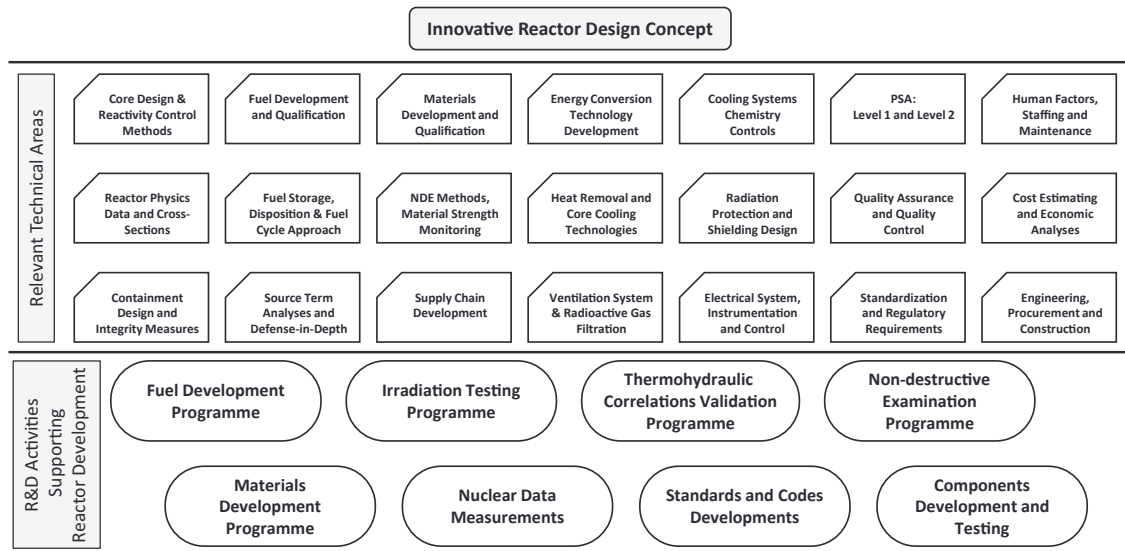 Innovative Reactor Design Concept
Relevant Technical Areas
Core Design &
Reactivity Control
Methods
Fuel Development
and Qualification
Materials
Development and
Qualification
Energy Conversion
Technology
Development
Cooling Systems
Chemistry
Controls
PSA:
Level 1 and Level 2
Human Factors,
Staffing and
Maintenance
Reactor Physics
Data and Cross-
Sections
Fuel Storage,
Disposition & Fuel
Cycle Approach
NDE Methods,
Material Strength
Monitoring
Heat Removal and
Core Cooling
Technologies
Radiation
Protection and
Shielding Design
Quality Assurance
and Quality
Control
Cost Estimating
and Economic
Analyses
Containment
Design and
Integrity Measures
Source Term
Analyses and
Defense-in-Depth
Supply Chain
Development
Ventilation System
& Radioactive Gas
Filtration
Electrical System,
Instrumentation
and Control
Standardization
and Regulatory
Requirements
Engineering,
Procurement and
Construction
R&D Activities
Supporting
Reactor Development
Fuel Development
Programme
Irradiation Testing
Programme
Thermohydraulic
Correlations Validation
Programme
Non-destructive
Examination
Programme
Materials
Development
Programme
Nuclear Data
Measurements
Standards and Codes
Developments
Components
Development and
Testing